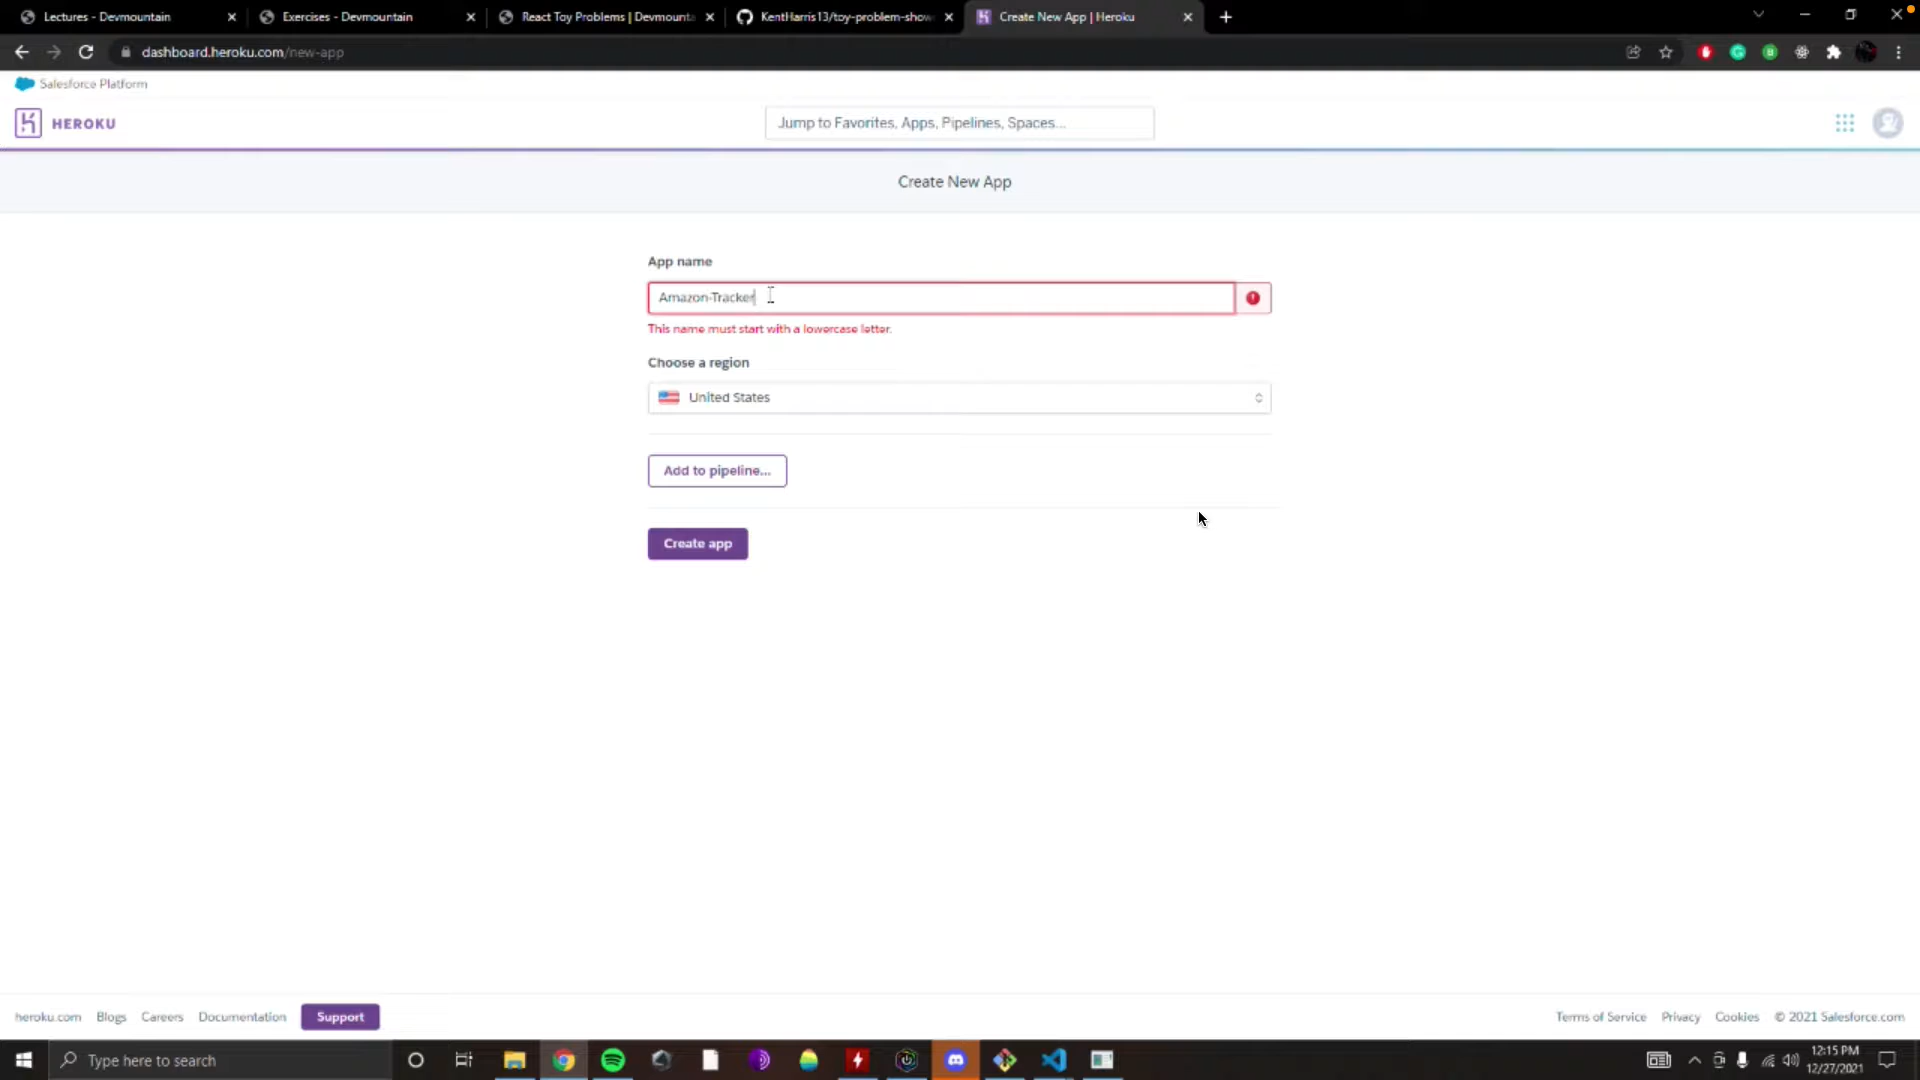 Lectures - Devmountain
Exercises - Devmountain
React Toy Problems | Devmounta
KentHarris13/toy-problem-show
Create New App | Heroku
dashboard.heroku.com/new-app
Salesforce Platform
HEROKU
Jump to Favorites, Apps, Pipelines, Spaces...
Create New App
App name
Amazon-Tracker
This name must start with a lowercase letter.
Choose a region
United States
Add to pipeline...
Create app
heroku.com Blogs Careers Documentation Support
Terms of Service Privacy Cookies © 2021 Salesforce.com
Type here to search
12:15 PM
12/27/2021